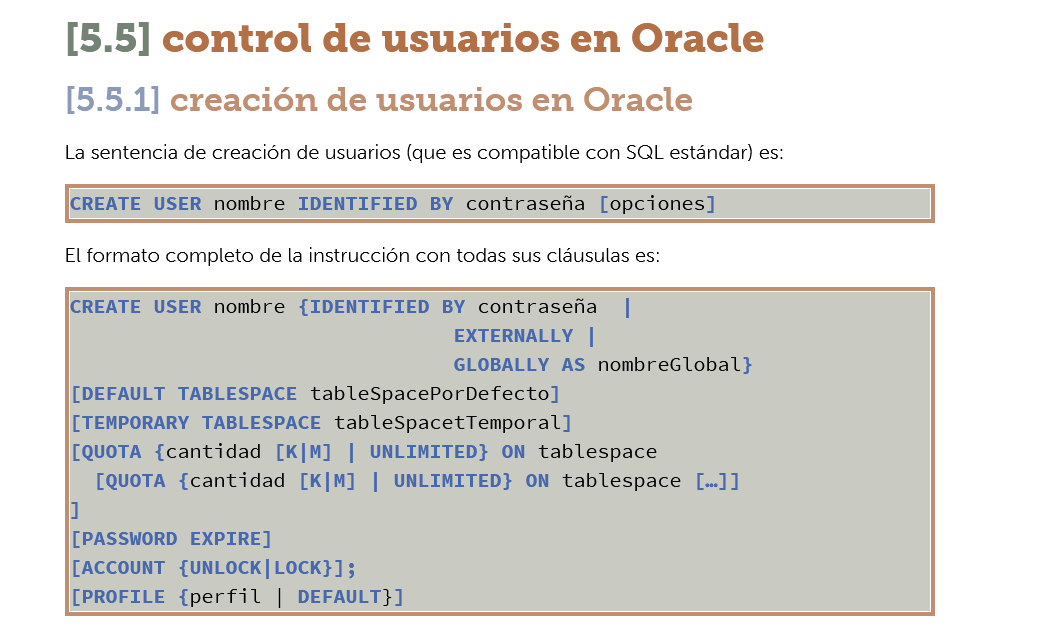 [5.5] control de usuarios en Oracle
[5.5.1] creación de usuarios en Oracle
La sentencia de creación de usuarios (que es compatible con SQL estándar) es:
CREATE USER nombre IDENTIFIED BY contraseña [opciones]
El formato completo de la instrucción con todas sus cláusulas es:
CREATE USER nombre {IDENTIFIED BY contraseña |
EXTERNALLY |
GLOBALLY AS nombreGlobal}
[DEFAULT TABLESPACE tableSpacePorDefecto]
[TEMPORARY TABLESPACE tableSpacetTemporal]
[QUOTA {cantidad [K|M] | UNLIMITED} ON tablespace
[QUOTA {cantidad [K|M] | UNLIMITED} ON tablespace […]]
]
[PASSWORD EXPIRE]
[ACCOUNT {UNLOCK|LOCK}];
[PROFILE {perfil | DEFAULT}]